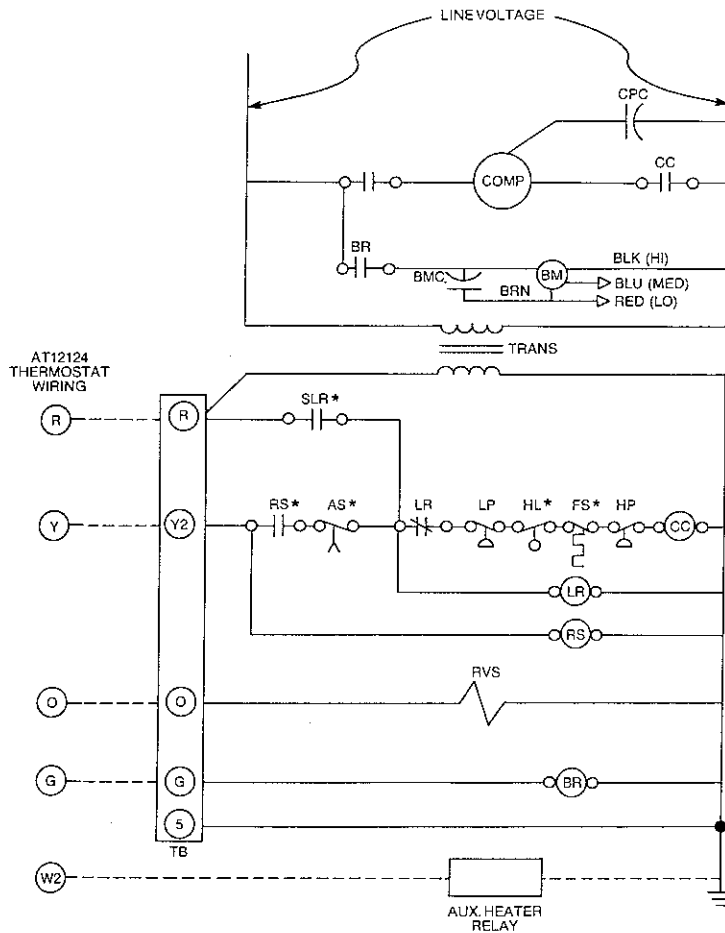 LINE VOLTAGE
CPC
COMP
CC
BR
BLK (HI)
BMC
BM
BLU (MED)
BRN
RED (LO)
TRANS
AT12124
THERMOSTAT
WIRING
SLR*
R
R
RS*
AS*
LR
LP
HL*
FS*
HP
Y
Y2
CC
LR
RS
RVS
O
O
G
G
BR
5
TB
W2
AUX. HEATER
RELAY